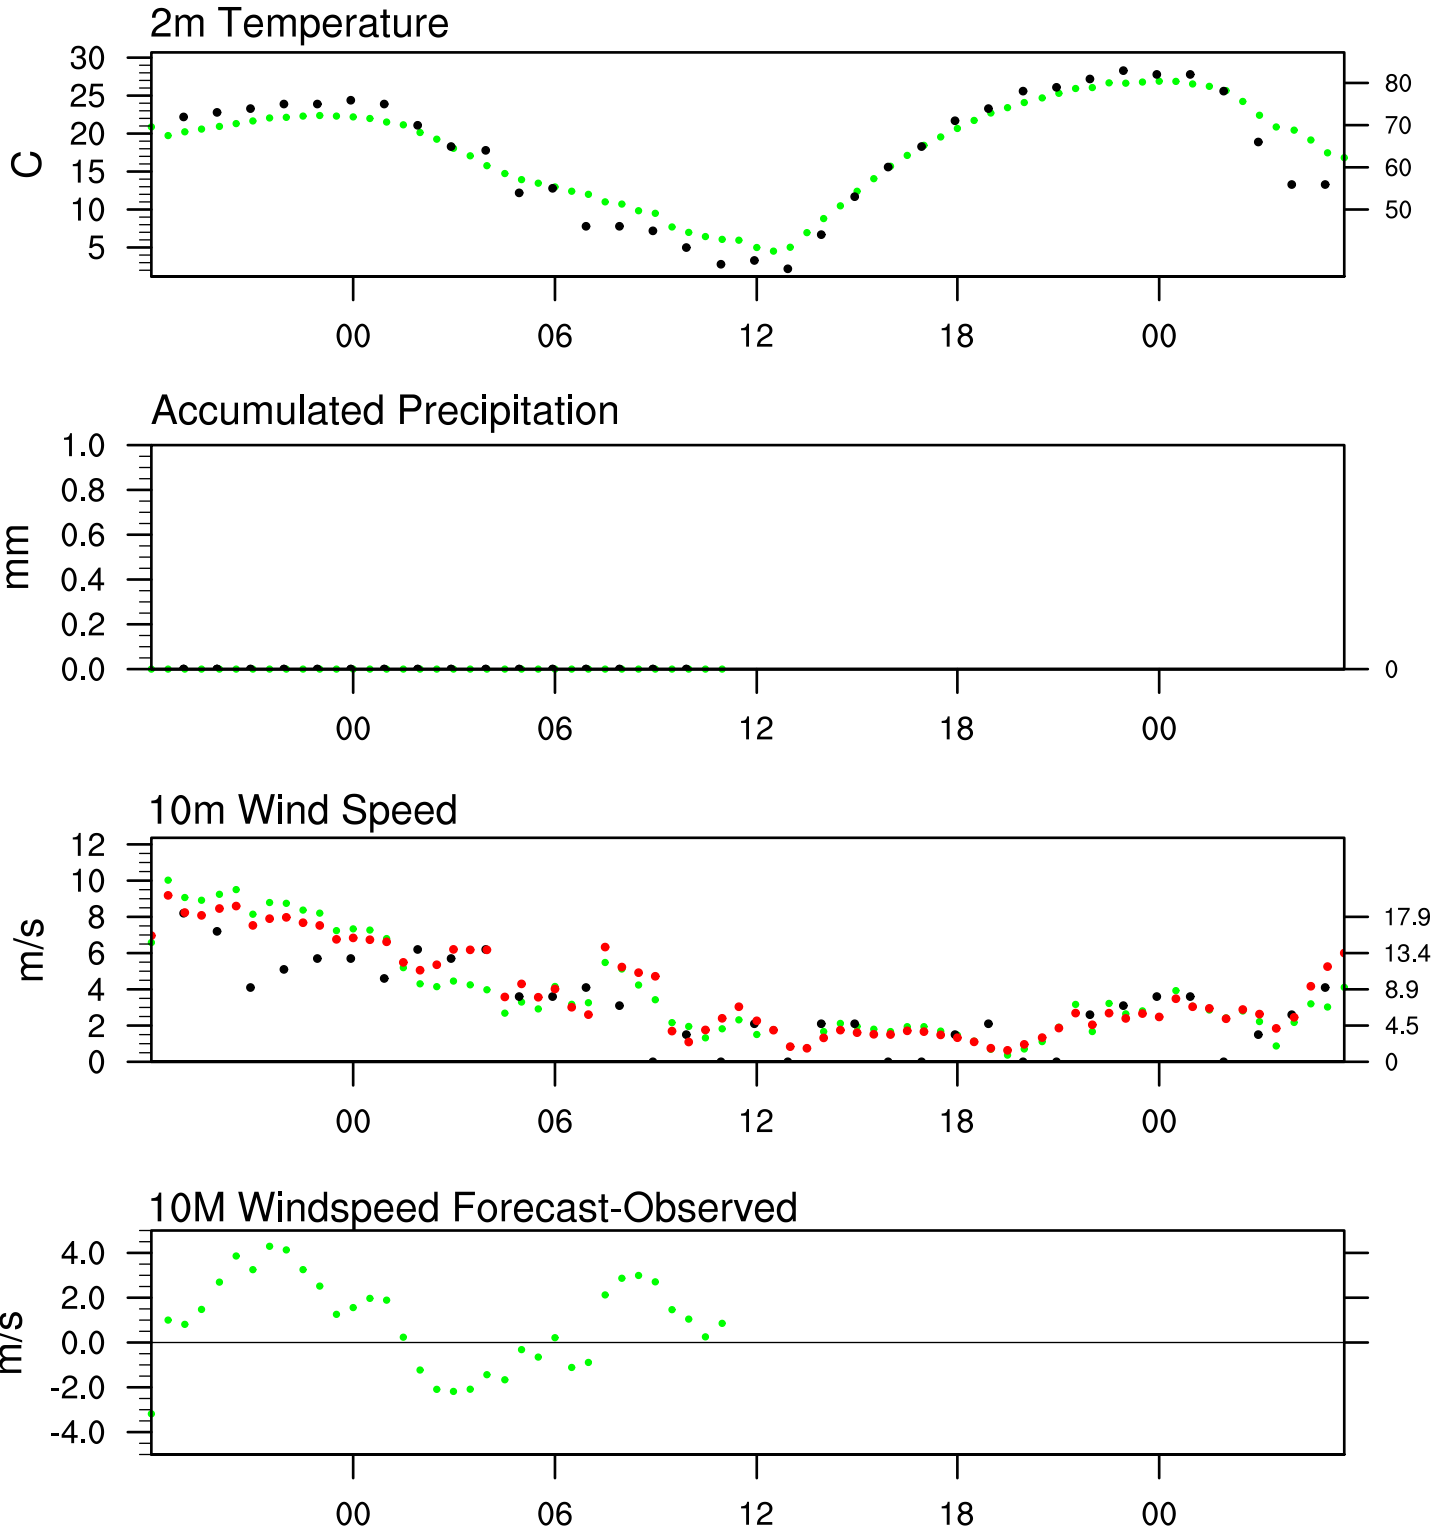 2m Temperature
30
25
20
15
10
5
C
80
70
60
50
00 06 12 18 00
Accumulated Precipitation
1.0
0.8
0.6
0.4
0.2
0.0
mm
0
00 06 12 18 00
10m Wind Speed
12
10
8
6
4
2
0
m/s
17.9
13.4
8.9
4.5
0
00 06 12 18 00
10M Windspeed Forecast-Observed
4.0
2.0
0.0
-2.0
-4.0
m/s
00 06 12 18 00